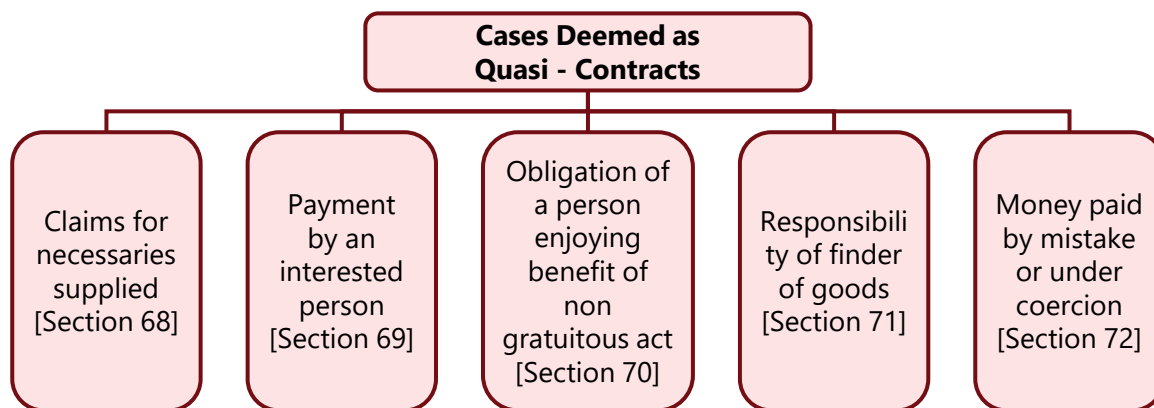 Cases Deemed as
Quasi - Contracts
Claims for
necessaries
supplied
[Section 68]
Payment
by an
interested
person
[Section 69]
Obligation of
a person
enjoying
benefit of
non
gratuitous act
[Section 70]
Responsibili
ty of finder
of goods
[Section 71]
Money paid
by mistake
or under
coercion
[Section 72]